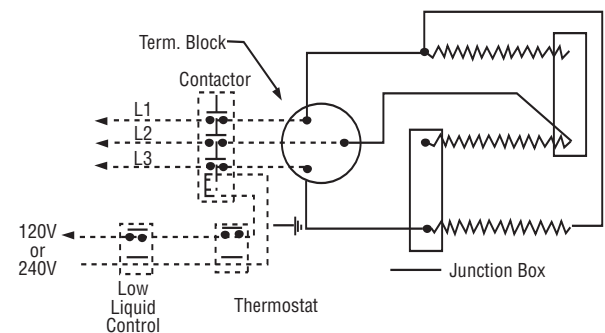 Term. Block
Contactor
L1
L2
L3
120V
or
240V
Low
Liquid
Control
Thermostat
Junction Box